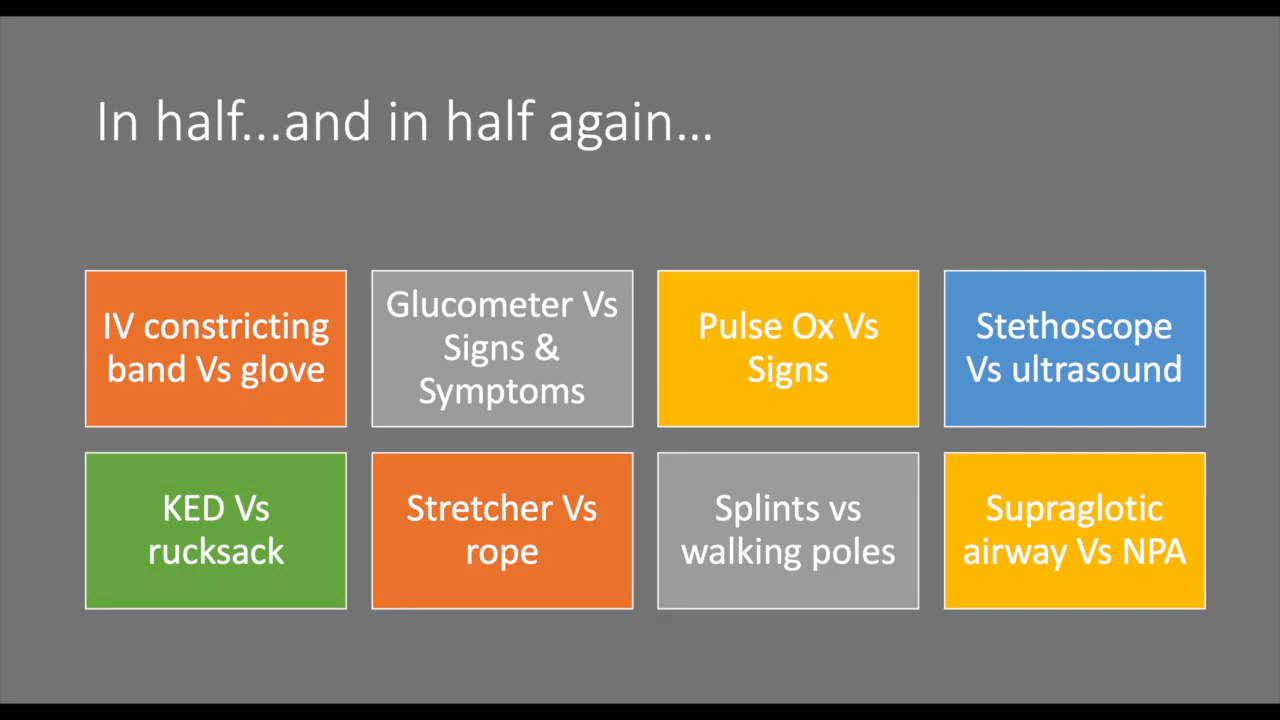 In half...and in half again...
IV constricting
band Vs glove
Glucometer Vs
Signs &
Symptoms
Pulse Ox Vs
Signs
Stethoscope
Vs ultrasound
KED Vs
rucksack
Stretcher Vs
rope
Splints vs
walking poles
Supraglotic
airway Vs NPA